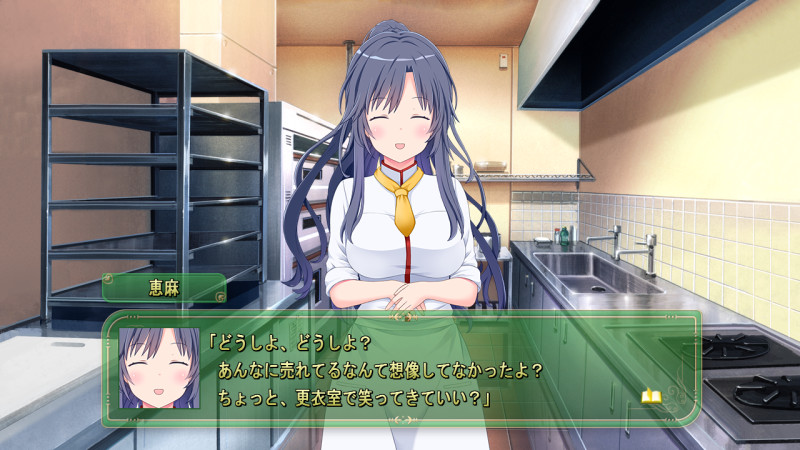 恵麻
「どうしよ、どうしよ？
あんなに売れてるなんて想像してなかったよ？
ちょっと、更衣室で笑ってきていい？」